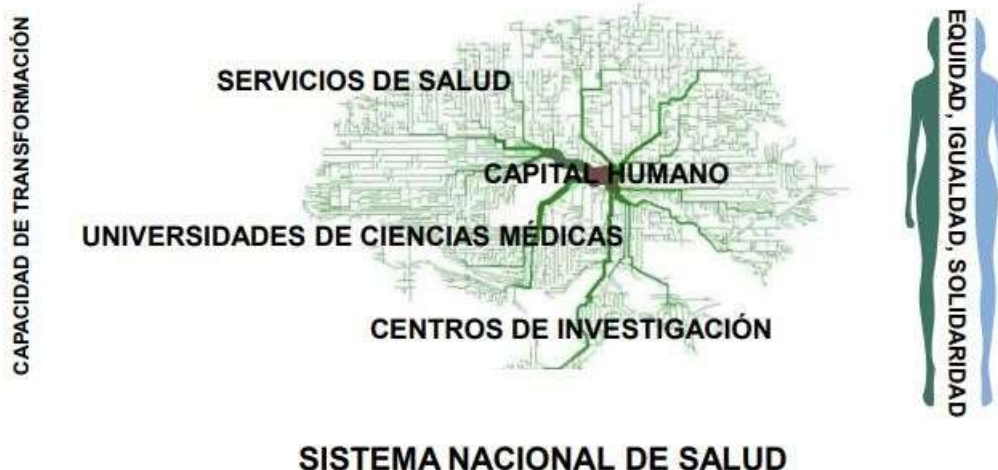 CAPACIDAD DE TRANSFORMACIÓN
SERVICIOS DE SALUD
CAPITAL HUMANO
UNIVERSIDADES DE CIENCIAS MÉDICAS
CENTROS DE INVESTIGACIÓN
EQUIDAD, IGUALDAD, SOLIDARIDAD
SISTEMA NACIONAL DE SALUD